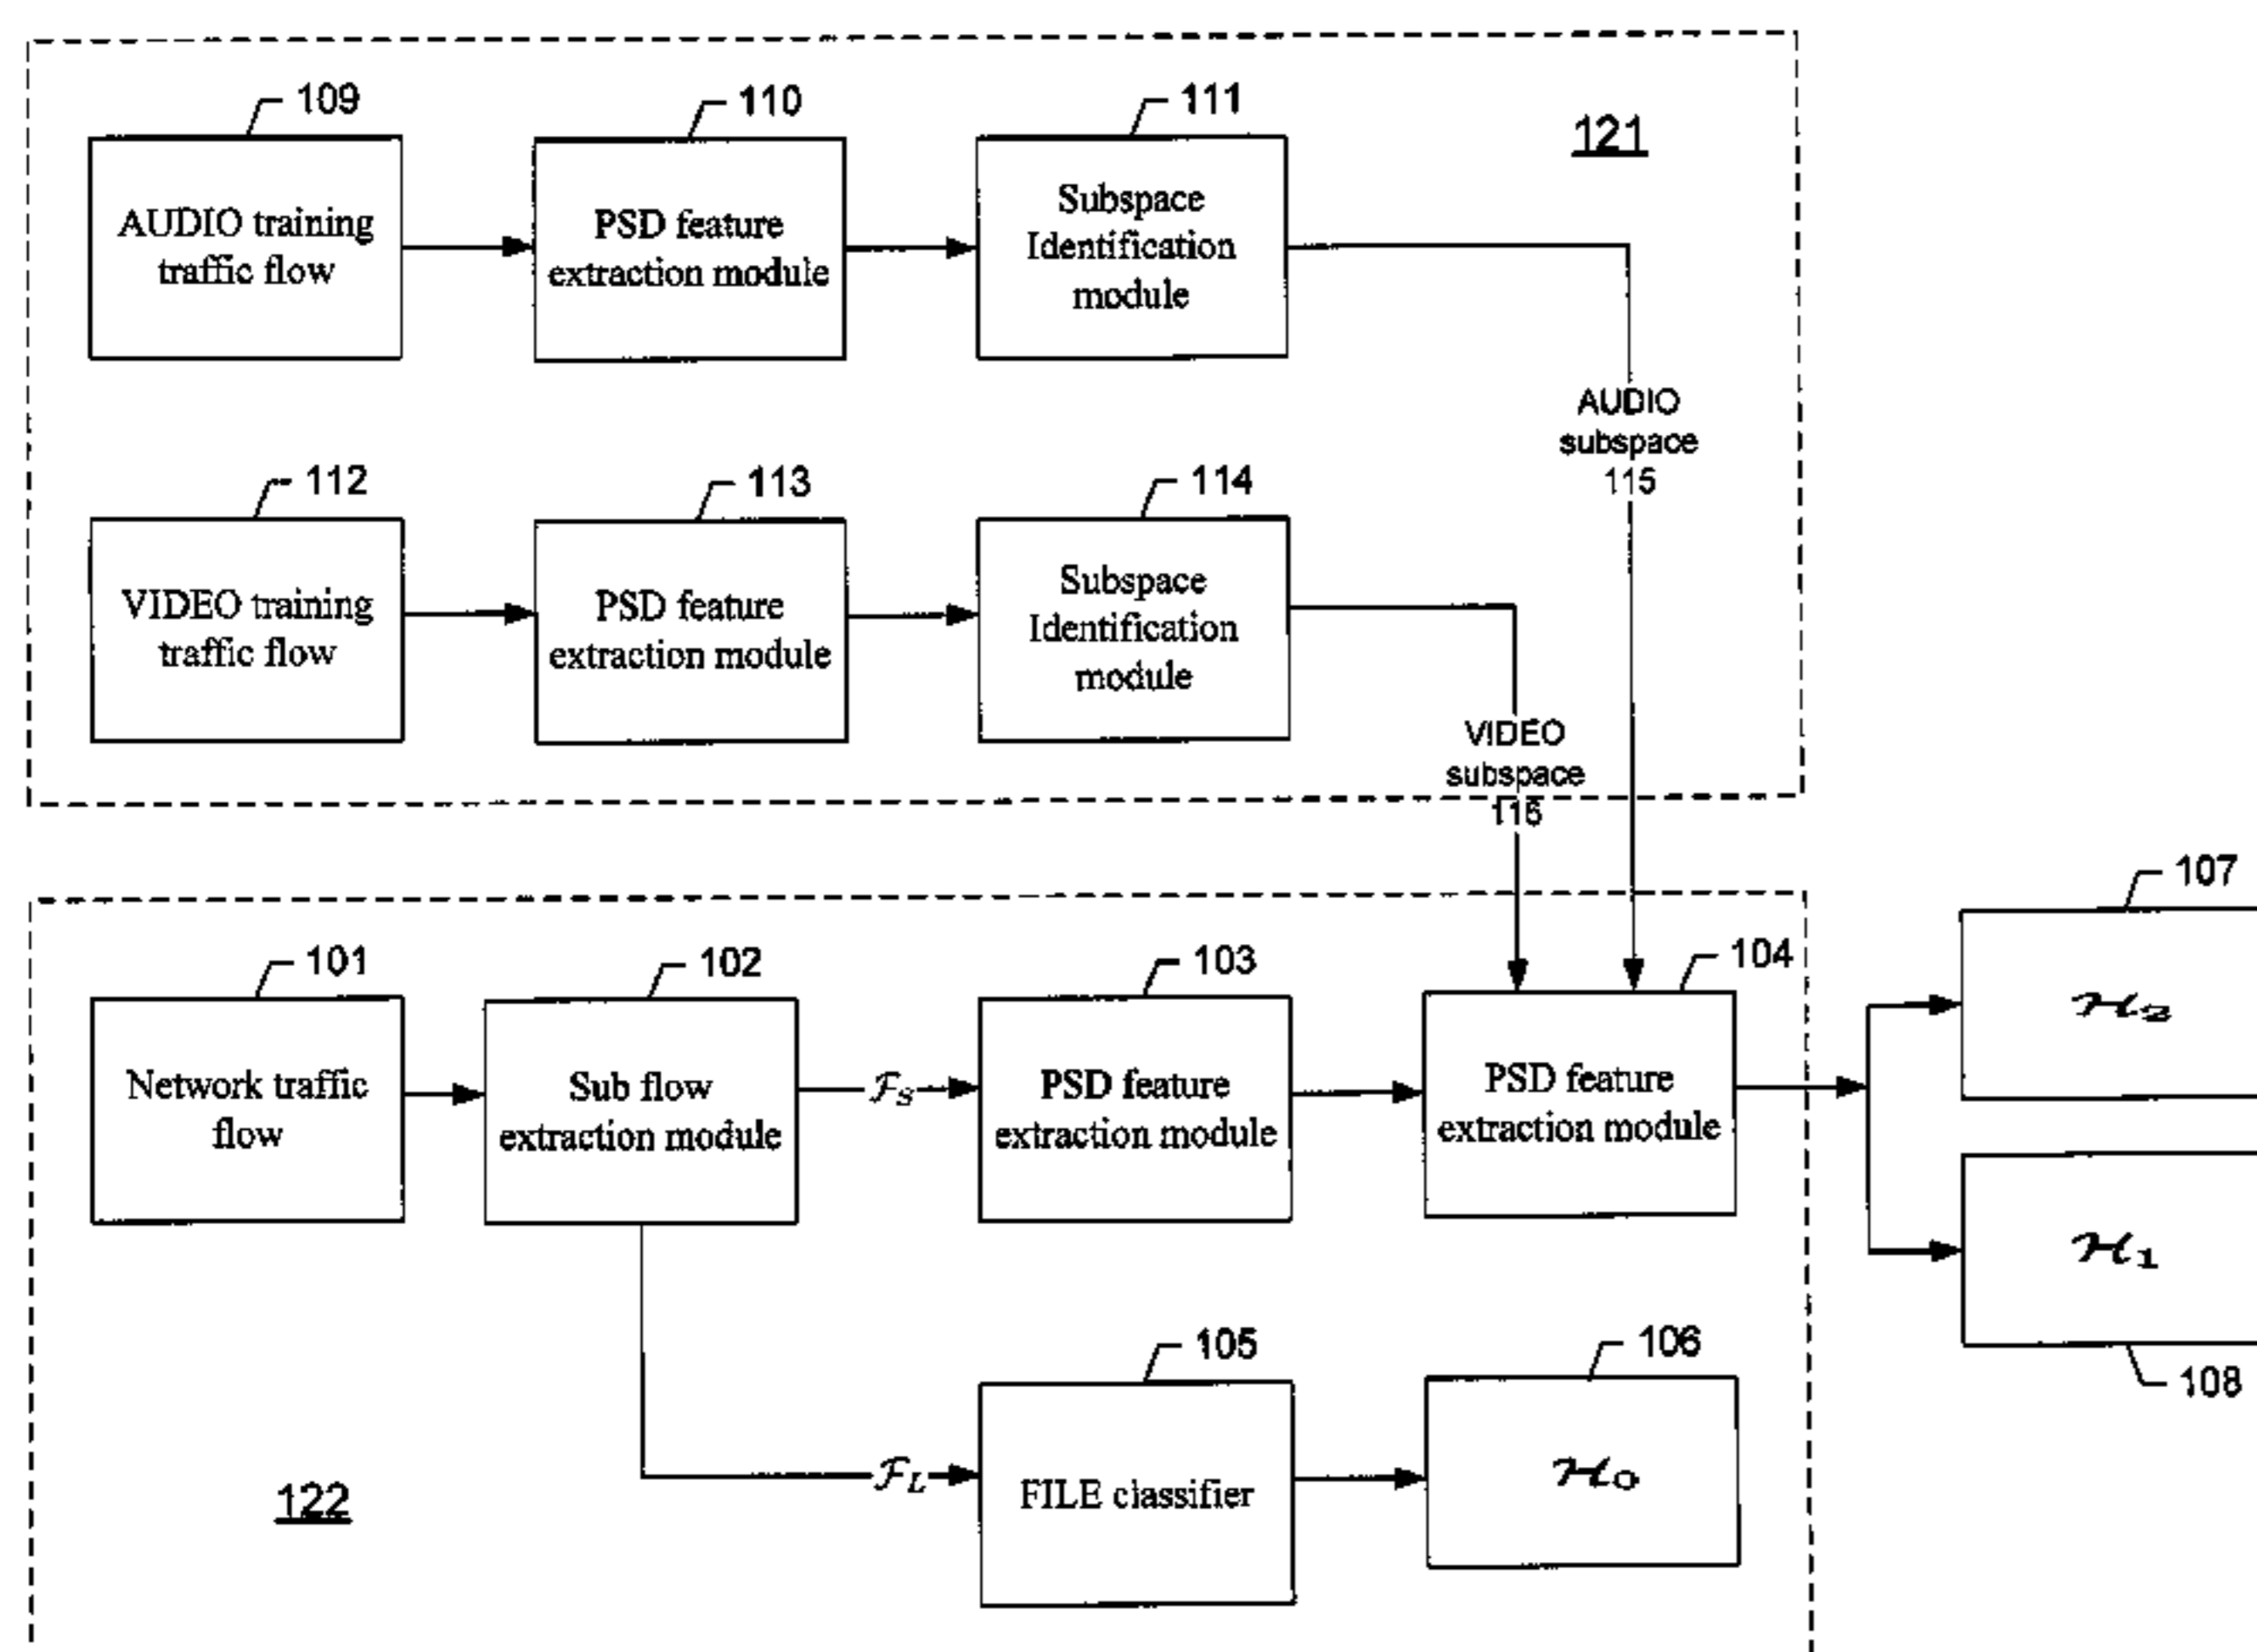 109
110
111
121
AUDIO training
traffic flow
PSD feature
extraction module
Subspace
Identification
module
AUDIO
subspace
115
112
113
114
VIDEO training
traffic flow
PSD feature
extraction module
Subspace
Identification
module
VIDEO
subspace
116
101
102
103
104
107
Network traffic
flow
Sub flow
extraction module
ℱS
PSD feature
extraction module
PSD feature
extraction module
ℋ2
ℋ1
108
105
106
ℱL
FILE classifier
ℋ0
122